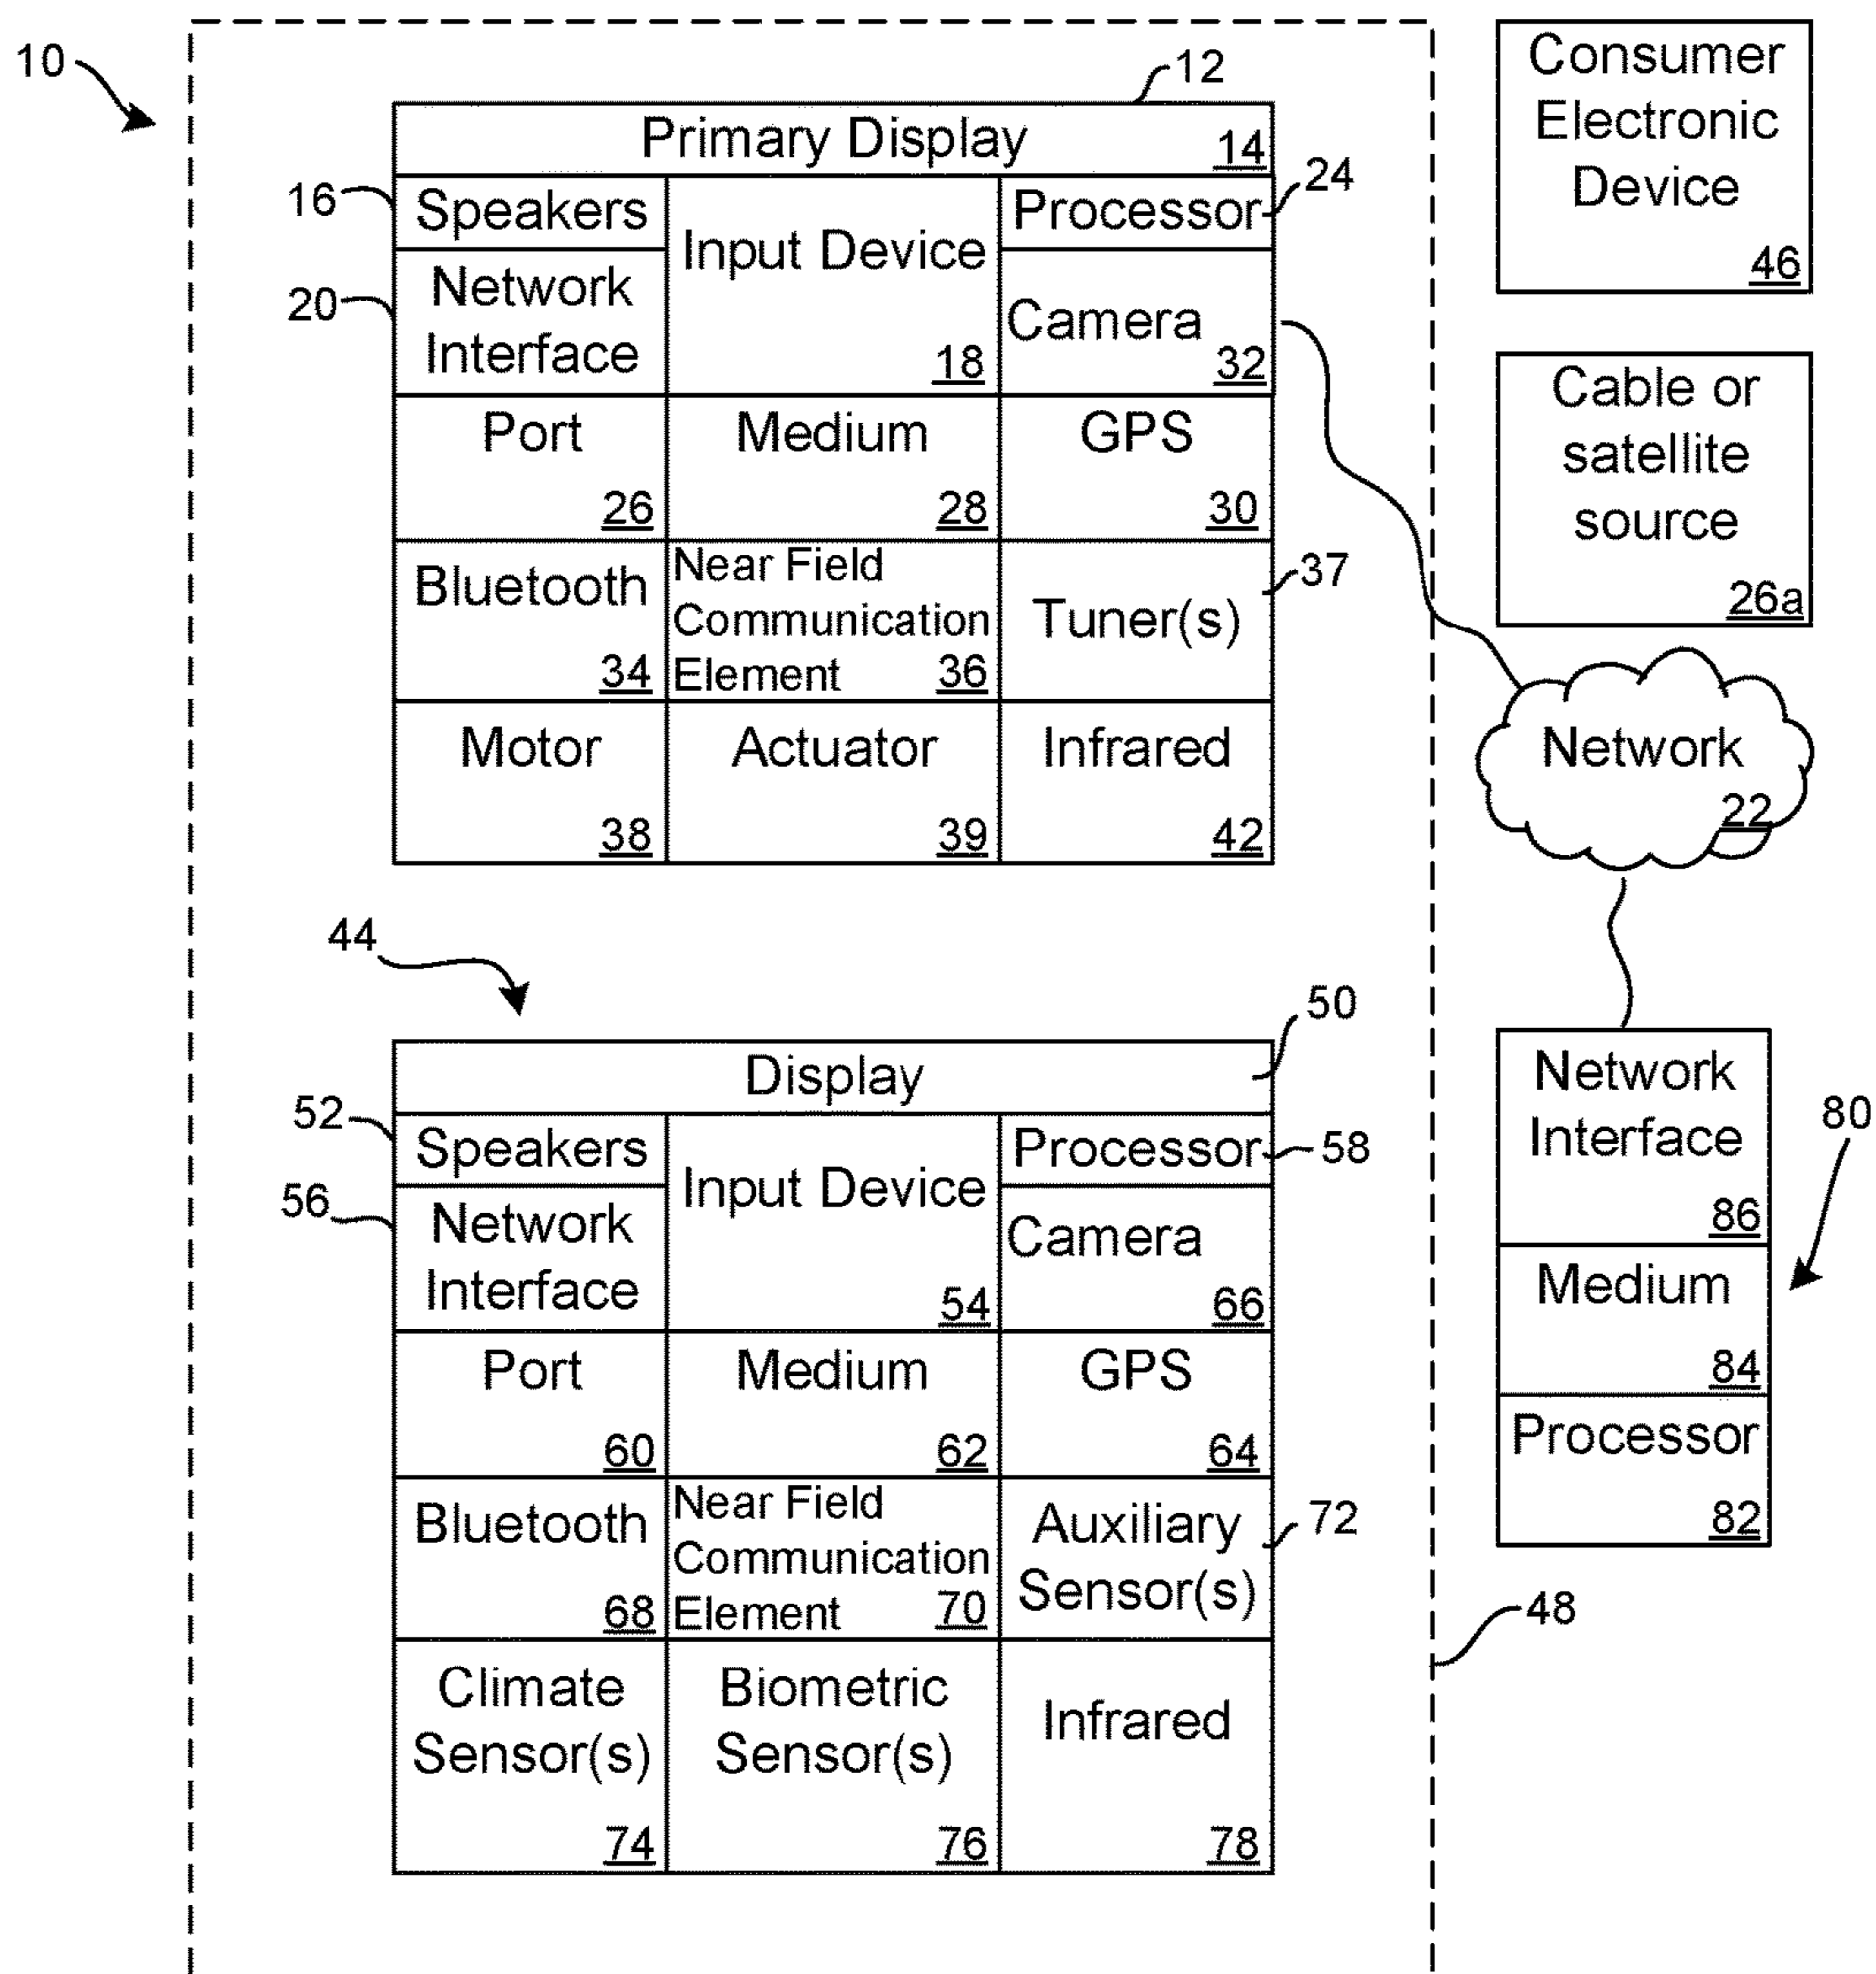 10
12
Primary Display
14
16
Speakers
Input Device
18
Processor
24
20
Network
Interface
Camera
32
Port
26
Medium
28
GPS
30
Bluetooth
34
Near Field
Communication
Element
36
Tuner(s)
37
Motor
38
Actuator
39
Infrared
42
Consumer
Electronic
Device
46
Cable or
satellite
source
26a
Network
22
44
50
Display
52
Speakers
Input Device
54
Processor
58
56
Network
Interface
Camera
66
Port
60
Medium
62
GPS
64
Bluetooth
68
Near Field
Communication
Element
70
Auxiliary
Sensor(s)
72
Climate
Sensor(s)
74
Biometric
Sensor(s)
76
Infrared
78
Network
Interface
86
80
Medium
84
Processor
82
48